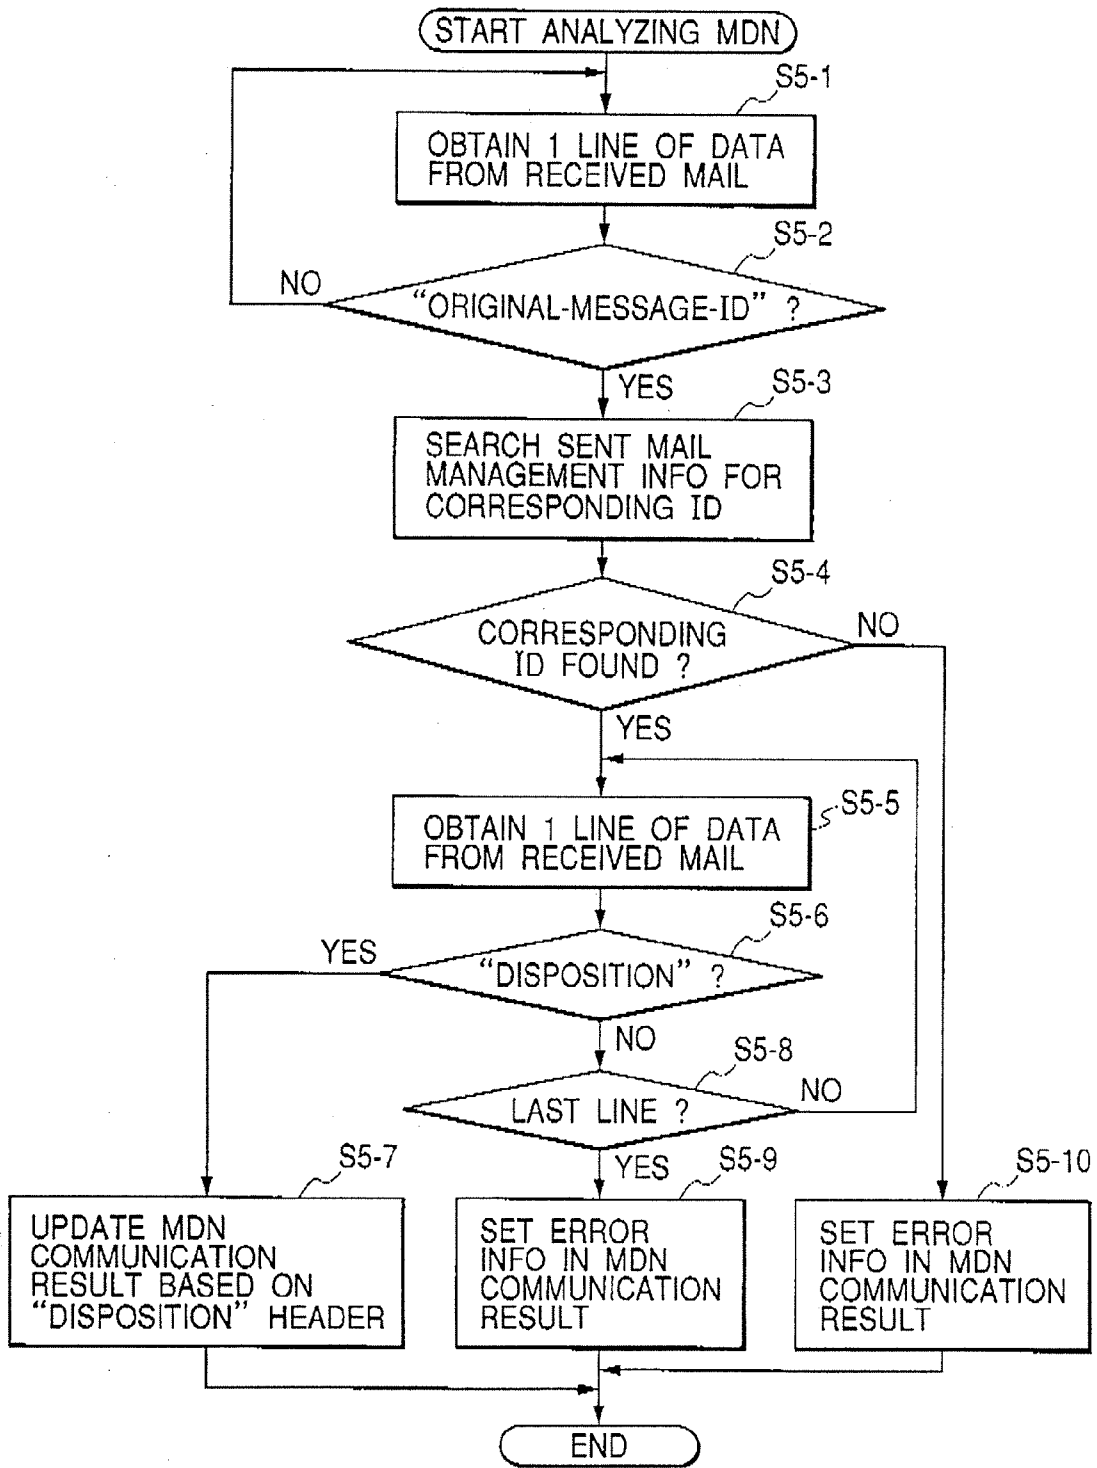 START ANALYZING MDN
S5-1
OBTAIN 1 LINE OF DATA
FROM RECEIVED MAIL
S5-2
NO
“ORIGINAL-MESSAGE-ID” ?
YES
S5-3
SEARCH SENT MAIL
MANAGEMENT INFO FOR
CORRESPONDING ID
S5-4
CORRESPONDING
ID FOUND ?
NO
YES
S5-5
OBTAIN 1 LINE OF DATA
FROM RECEIVED MAIL
S5-6
YES
“DISPOSITION” ?
NO
S5-8
LAST LINE ?
NO
YES
S5-7
UPDATE MDN
COMMUNICATION
RESULT BASED ON
“DISPOSITION” HEADER
S5-9
SET ERROR
INFO IN MDN
COMMUNICATION
RESULT
S5-10
SET ERROR
INFO IN MDN
COMMUNICATION
RESULT
END